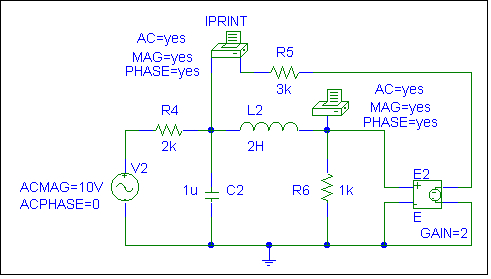 IPRINT
AC=yes
MAG=yes
PHASE=yes
R5
3k
AC=yes
MAG=yes
PHASE=yes
R4
2k
L2
2H
V2
ACMAG=10V
ACPHASE=0
1u
C2
R6
1k
E2
+
-
+
-
E
GAIN=2